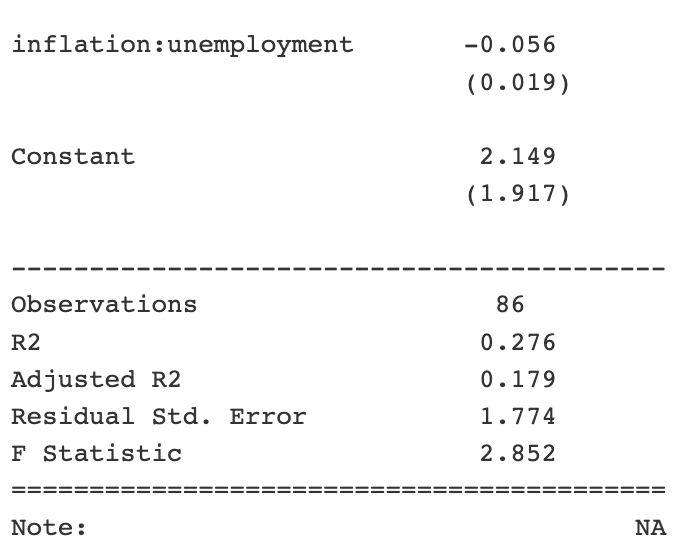 inflation:unemployment -0.056
(0.019)
Constant 2.149
(1.917)
------------------------------------------
Observations 86
R2 0.276
Adjusted R2 0.179
Residual Std. Error 1.774
F Statistic 2.852
==========================================
Note: NA